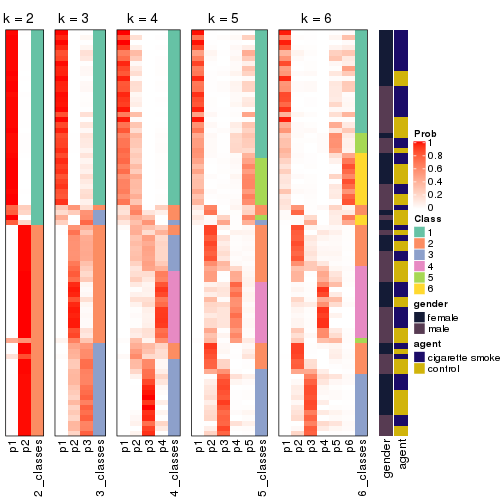 k = 2
k = 3
k = 4
k = 5
k = 6
Prob
1
0.8
0.6
0.4
0.2
0
Class
1
2
3
4
5
6
gender
female
male
agent
cigarette smoke
control
p1
p2
2_classes
p1
p2
p3
3_classes
p1
p2
p3
p4
4_classes
p1
p2
p3
p4
p5
5_classes
p1
p2
p3
p4
p5
p6
6_classes
gender
agent